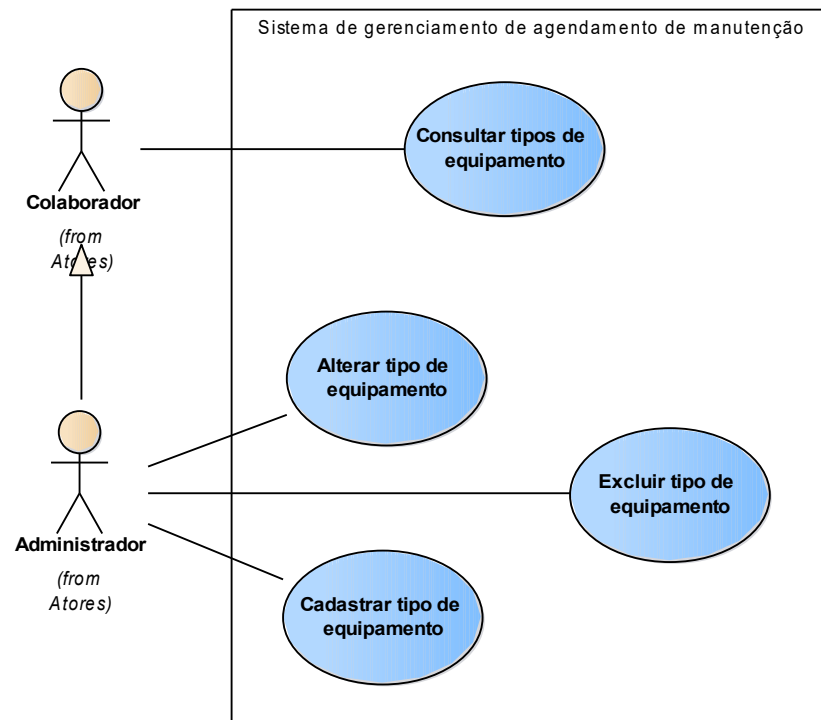 Sistema de gerenciamento de agendamento de manutenção
Consultar tipos de
equipamento
Colaborador
(from
Atores)
Alterar tipo de
equipamento
Excluir tipo de
equipamento
Administrador
(from
Atores)
Cadastrar tipo de
equipamento